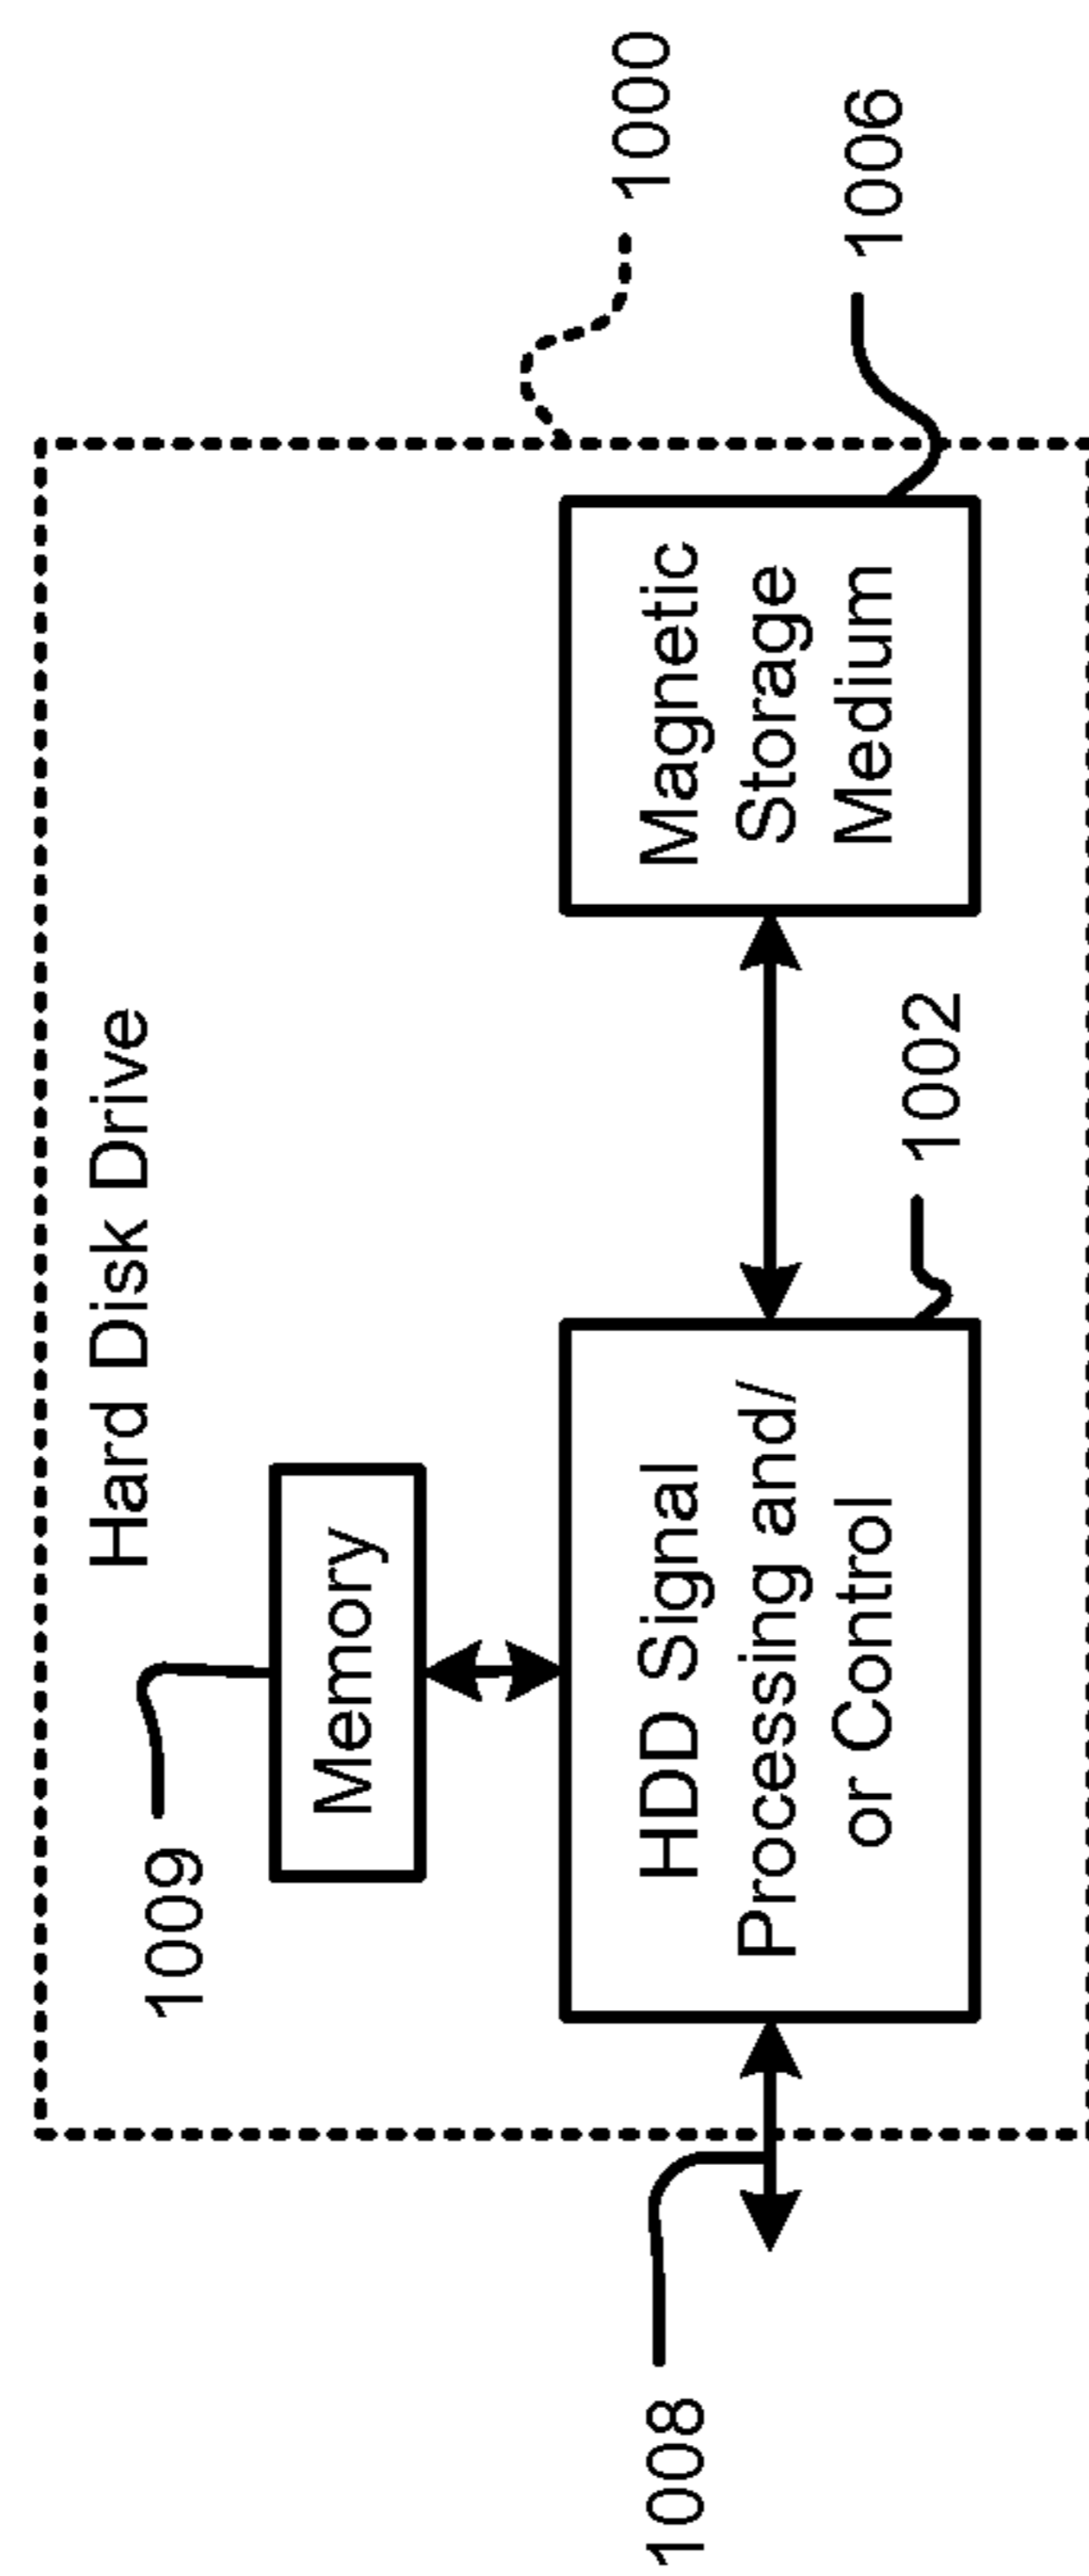 Hard Disk Drive
1000
1009
Memory
HDD Signal
Processing and/
or Control
1002
Magnetic
Storage
Medium
1006
1008